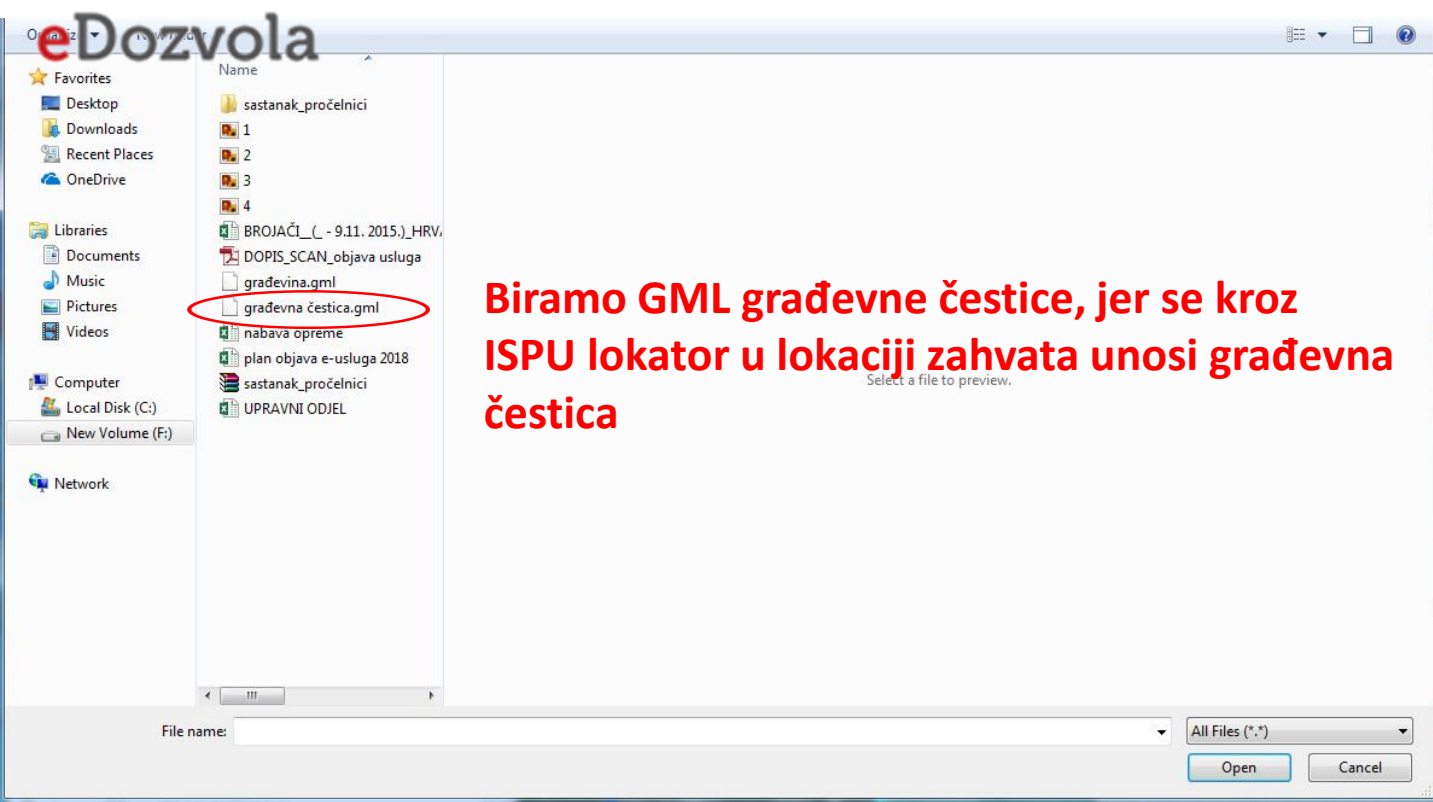 eDozvola
Favorites
Desktop
Downloads
Recent Places
OneDrive
Libraries
Documents
Music
Pictures
Videos
Computer
Local Disk (C:)
New Volume (F:)
Network
Name
sastanak_pročelnici
1
2
3
4
BROJAČI__(_ - 9.11. 2015.)_HRV
DOPIS_SCAN_objava usluga
građevina.gml
građevna čestica.gml
nabava opreme
plan objava e-usluga 2018
sastanak_pročelnici
UPRAVNI ODJEL
Biramo GML građevne čestice, jer se kroz
ISPU lokator u lokaciji zahvata unosi građevna
čestica
Select a file to preview.
File name:
All Files (*.*)
Open
Cancel